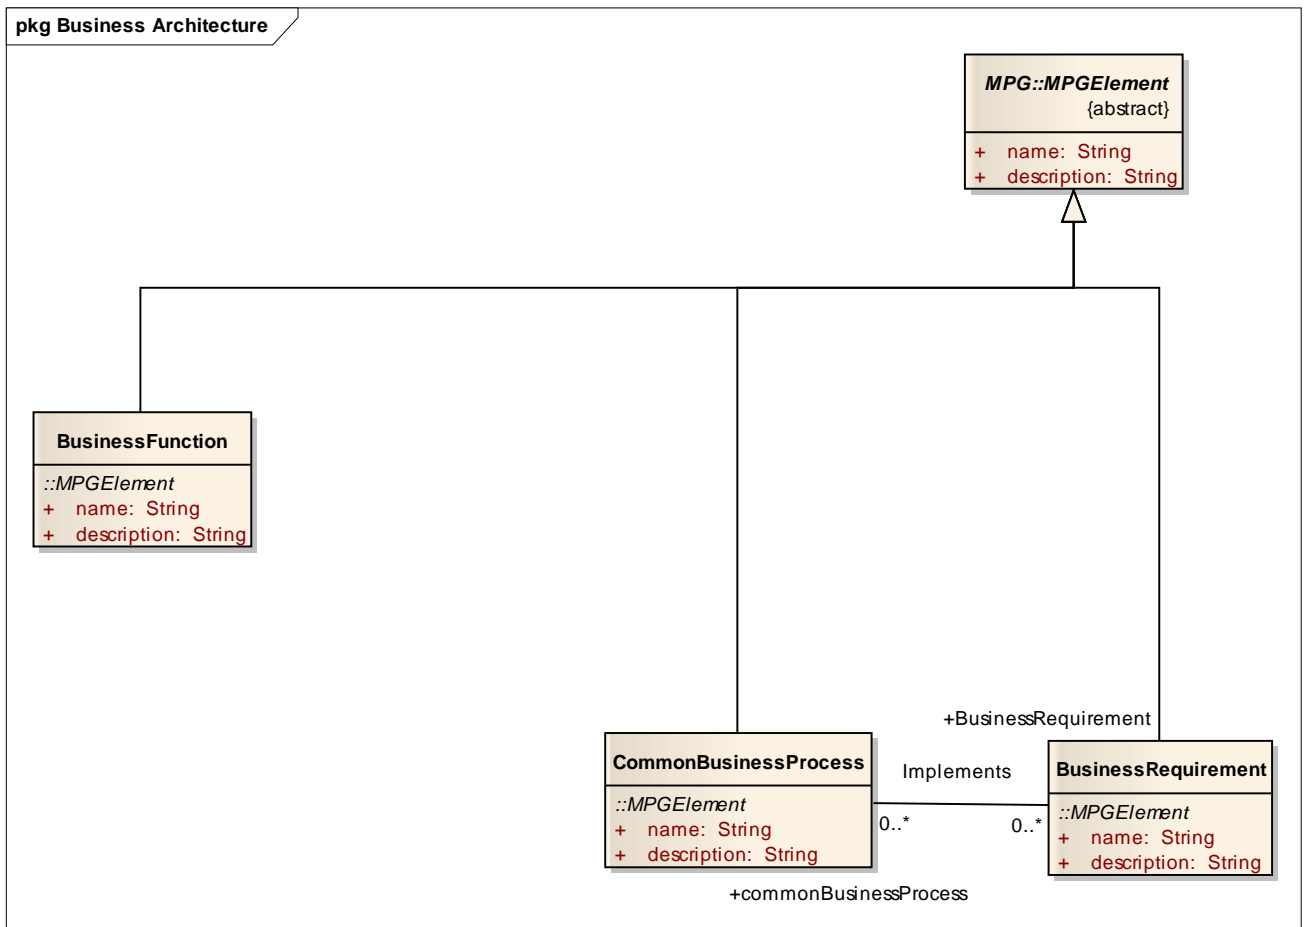 pkg Business Architecture
MPG::MPGElement
{abstract}
+ name: String
+ description: String
BusinessFunction
::MPGElement
+ name: String
+ description: String
+BusinessRequirement
CommonBusinessProcess
::MPGElement
+ name: String
+ description: String
Implements
0..*
0..*
BusinessRequirement
::MPGElement
+ name: String
+ description: String
+commonBusinessProcess